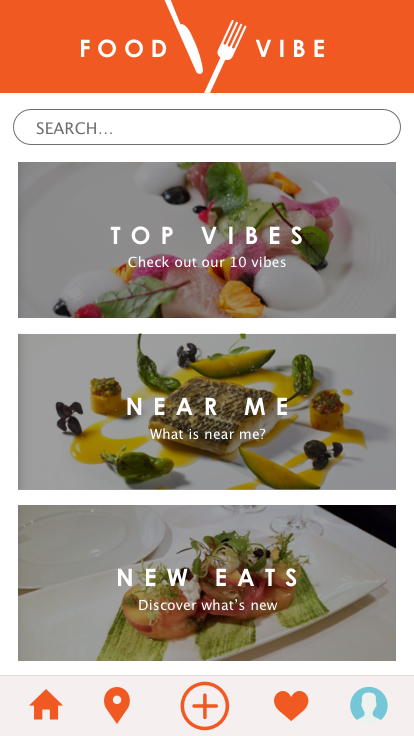 FOOD VIBE
SEARCH...
TOP VIBES
Check out our 10 vibes
NEAR ME
What is near me?
NEW EATS
Discover what's new